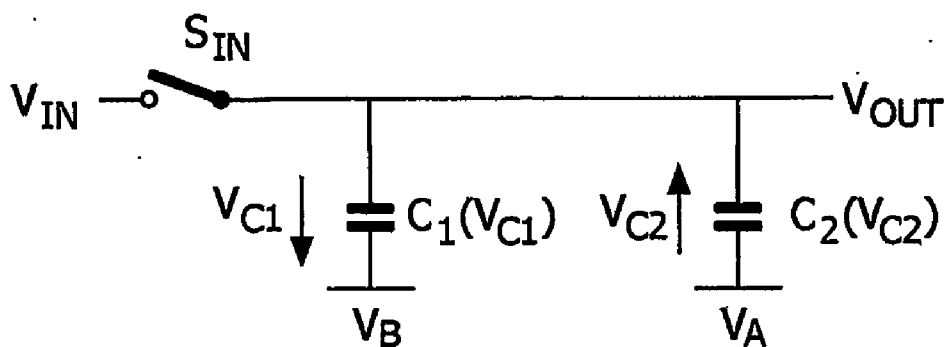 S_IN
V_IN
V_OUT
V_C1
C_1(V_C1)
V_C2
C_2(V_C2)
V_B
V_A